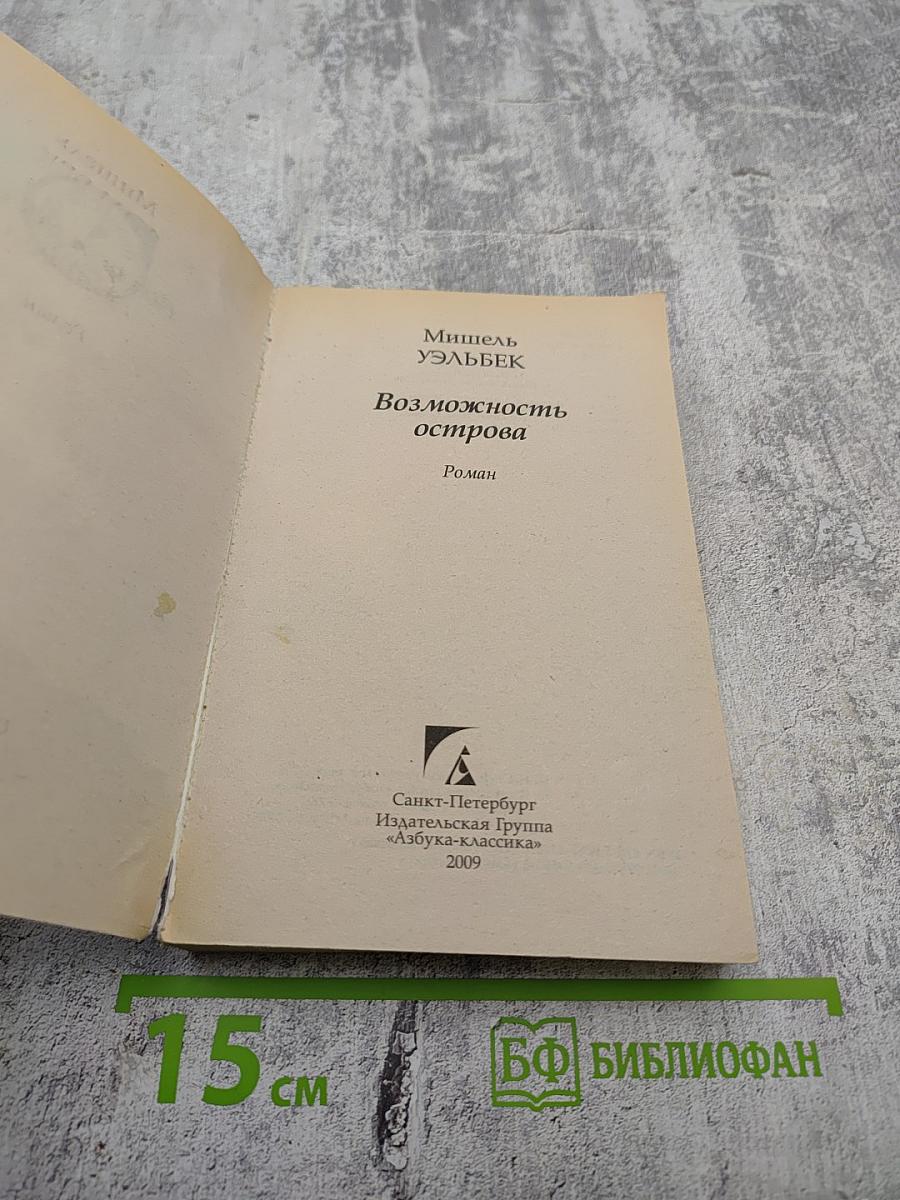 Мишель
УЭЛЬБЕК
Возможность
острова
Роман
Санкт-Петербург
Издательская Группа
«Азбука-классика»
2009
15 см
БФ БИБЛИОФАН